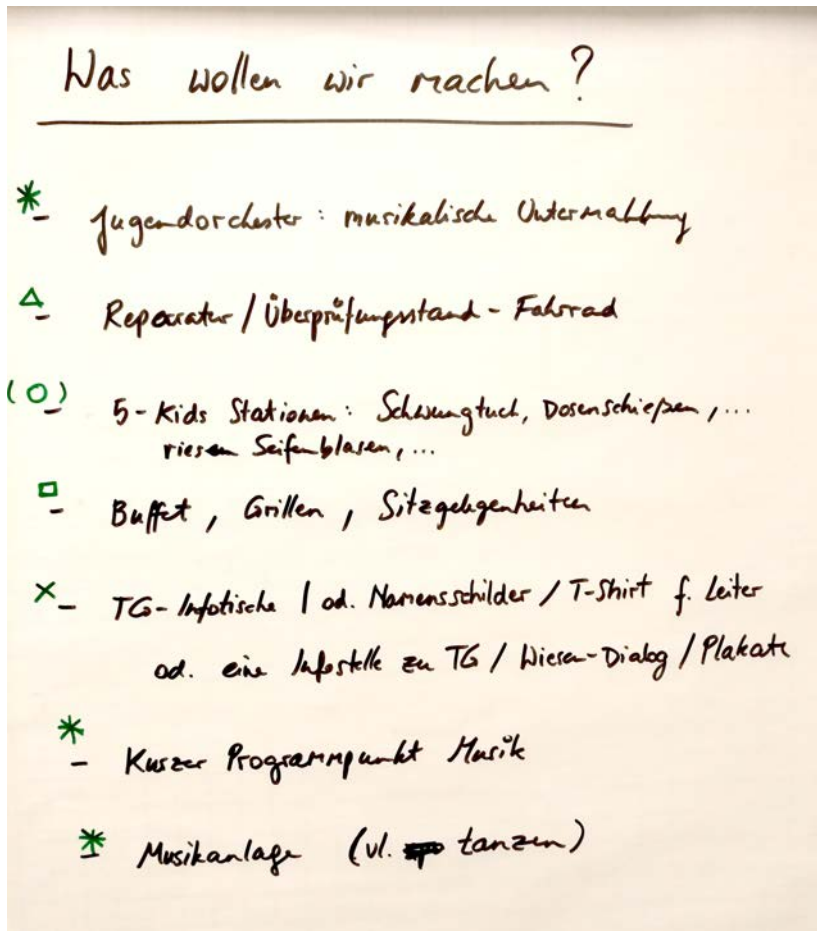 Was wollen wir machen?
* - Jugendorchester: musikalische Untermahlung
△ - Reparatur / Überprüfungsstand - Fahrrad
(○) - 5 - Kids Stationen: Schwungtuch, Dosenschießen, ...
riesen Seifenblasen, ...
□ - Buffet, Grillen, Sitzgelegenheiten
× - TG - Infotische / od. Namensschilder / T-Shirt f. Leiter
od. eine Infostelle zu TG / Wiesen-Dialog / Plakate
* - Kurzer Programmpunkt Musik
* - Musikanlage (vl. tanzen)